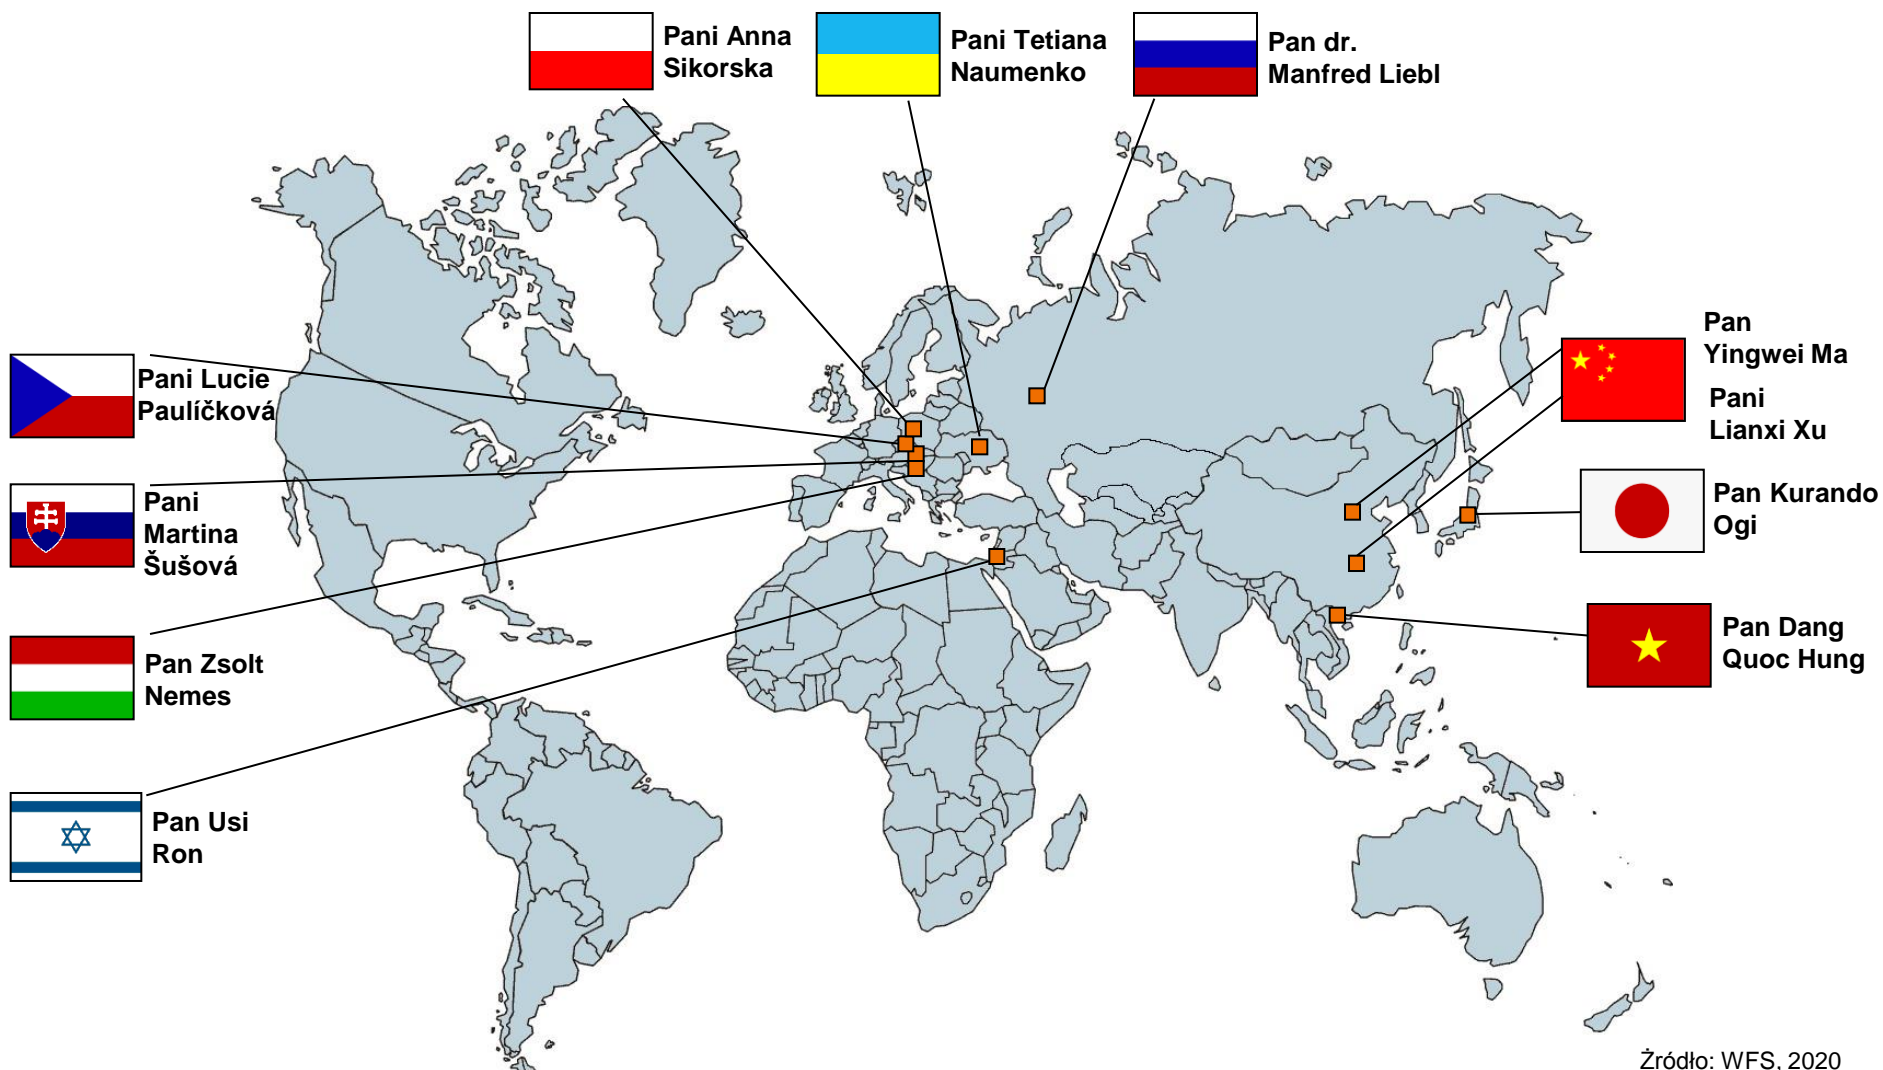 Pani Anna
Sikorska
Pani Tetiana
Naumenko
Pan dr.
Manfred Liebl
Pani Lucie
Paulíčková
Pani
Martina
Šušová
Pan Zsolt
Nemes
Pan Usi
Ron
Pan
Yingwei Ma
Pani
Lianxi Xu
Pan Kurando
Ogi
Pan Dang
Quoc Hung
Żródło: WFS, 2020